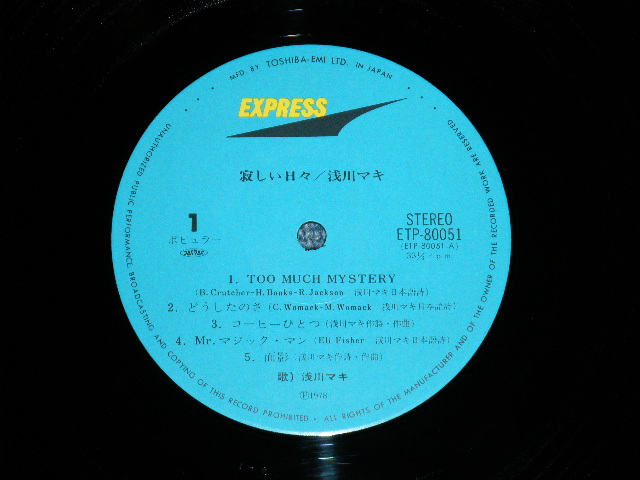 MFD. BY TOSHIBA-EMI LTD. IN JAPAN
EXPRESS
寂しい日々／浅川マキ
1
ポピュラー
STEREO
ETP-80051
(ETP-80051-A)
33⅓ r.p.m.
1. TOO MUCH MYSTERY
(B. Crutcher-H. Banks-R. Jackson 浅川マキ日本語詩)
2. どうしたのさ (C. Womack-M. Womack 浅川マキ日本語詩)
3. コーヒーひとつ (浅川マキ作詩・作曲)
4. Mr. マジック・マン (Eli Fisher 浅川マキ日本語詩)
5. 面影 (浅川マキ作詩・作曲)
歌) 浅川マキ
Ⓟ1978
UNAUTHORIZED PUBLIC PERFORMANCE, BROADCASTING AND COPYING OF THIS RECORD PROHIBITED • ALL RIGHTS OF THE MANUFACTURER AND OF THE OWNER OF THE RECORDED WORK ARE RESERVED